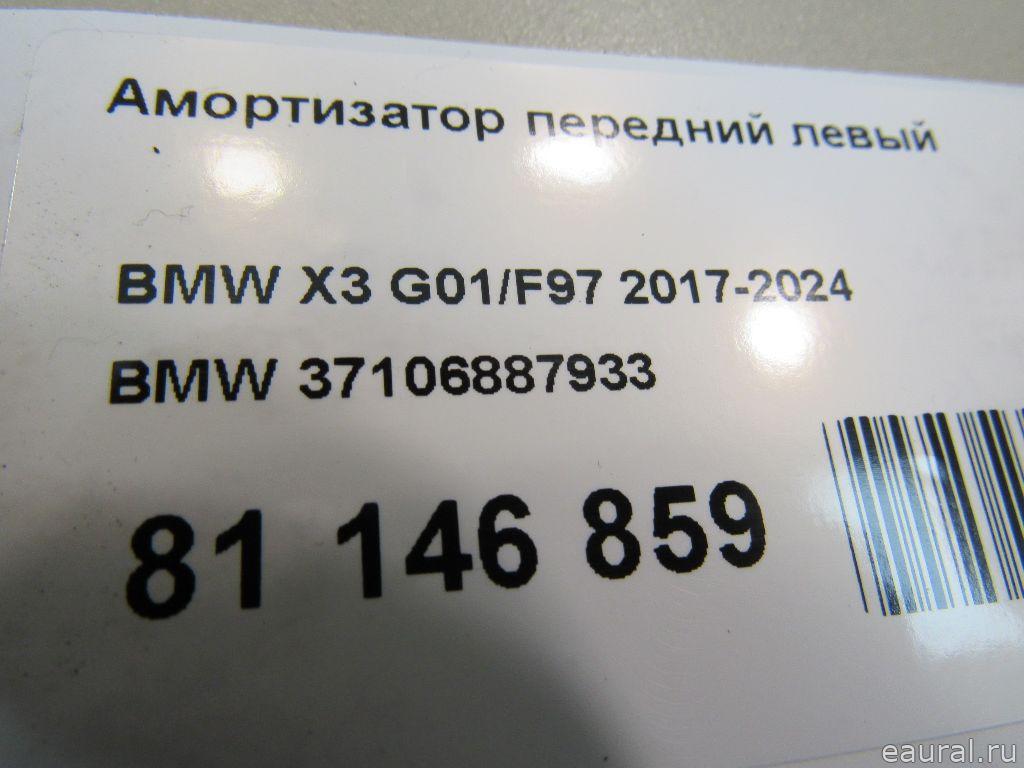 Амортизатор передний левый
BMW X3 G01/F97 2017-2024
BMW 37106887933
81 146 859
eaural.ru